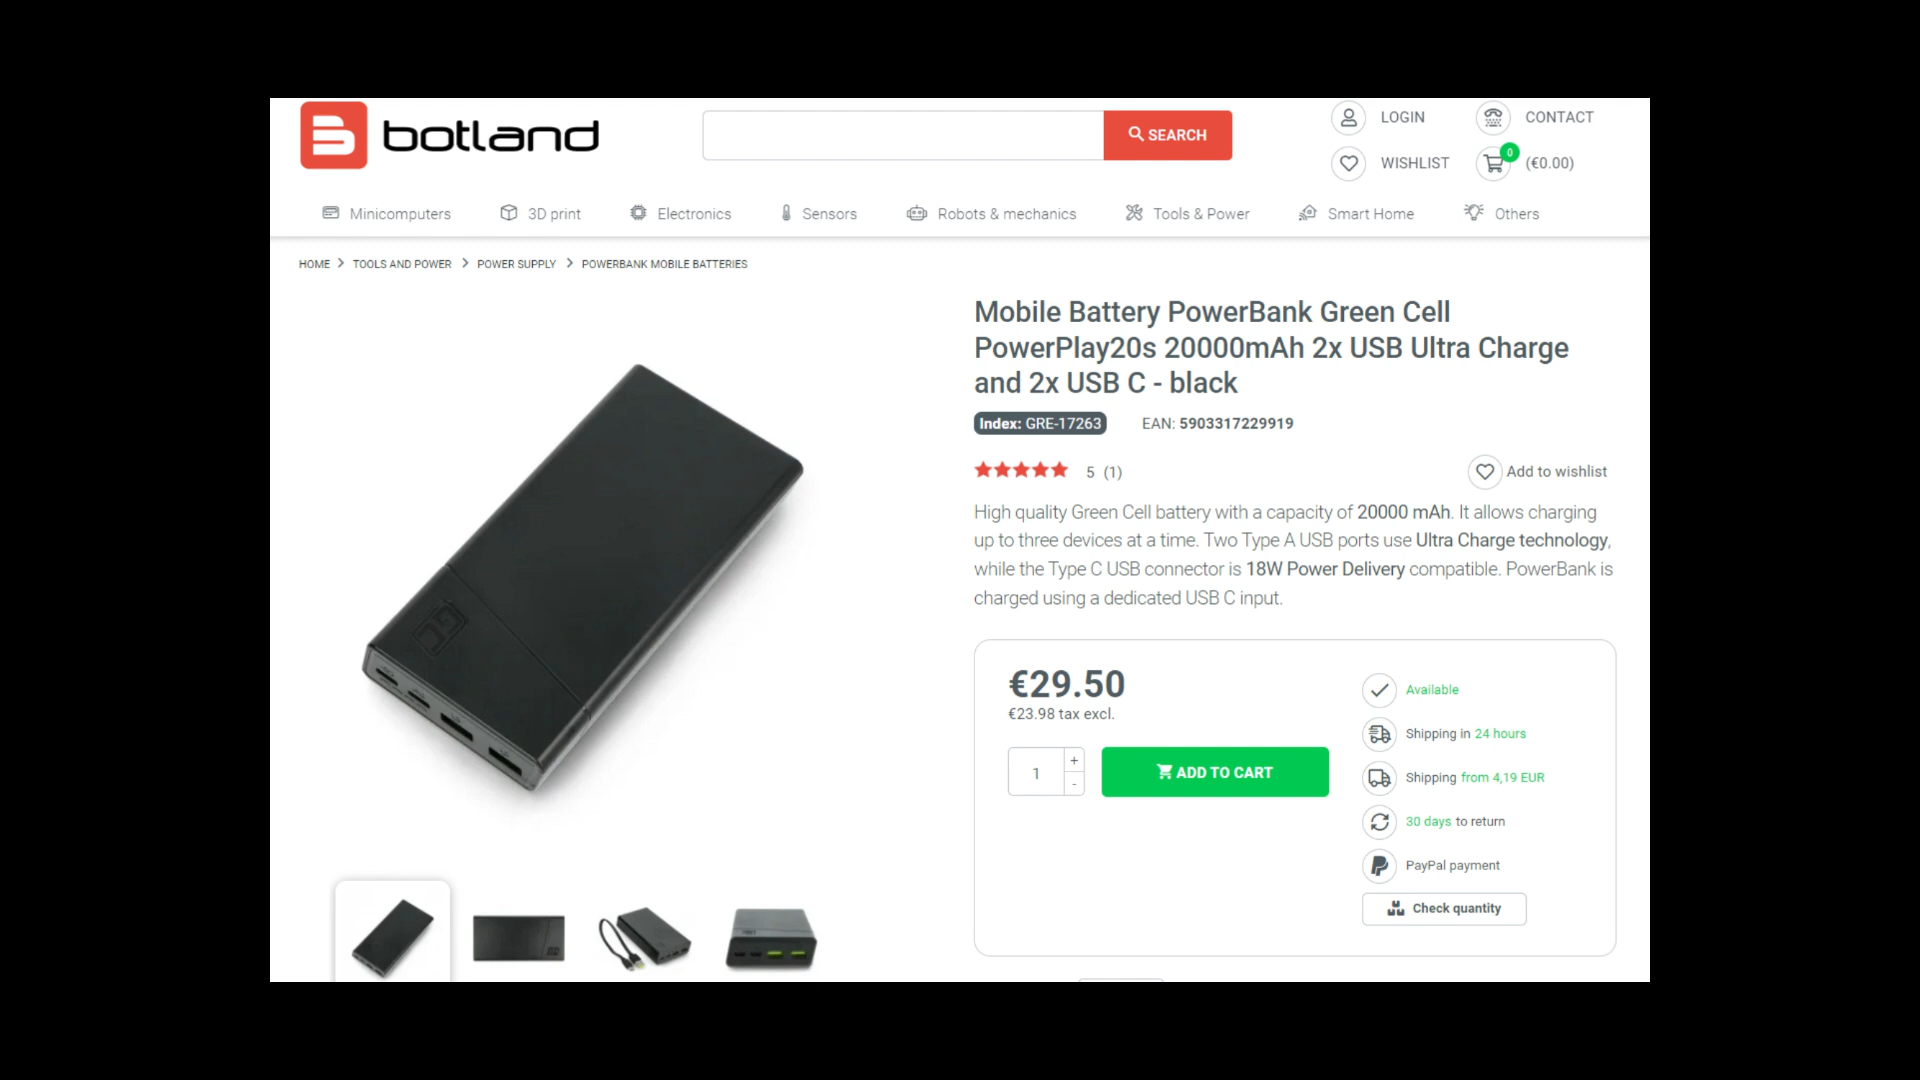 botland
SEARCH
LOGIN
CONTACT
WISHLIST
0
(€0.00)
Minicomputers
3D print
Electronics
Sensors
Robots & mechanics
Tools & Power
Smart Home
Others
HOME > TOOLS AND POWER > POWER SUPPLY > POWERBANK MOBILE BATTERIES
Mobile Battery PowerBank Green Cell
PowerPlay20s 20000mAh 2x USB Ultra Charge
and 2x USB C - black
Index: GRE-17263 EAN: 5903317229919
5 (1)
Add to wishlist
High quality Green Cell battery with a capacity of 20000 mAh. It allows charging
up to three devices at a time. Two Type A USB ports use Ultra Charge technology,
while the Type C USB connector is 18W Power Delivery compatible. PowerBank is
charged using a dedicated USB C input.
€29.50
€23.98 tax excl.
1
+
-
ADD TO CART
Available
Shipping in 24 hours
Shipping from 4,19 EUR
30 days to return
PayPal payment
Check quantity
GC